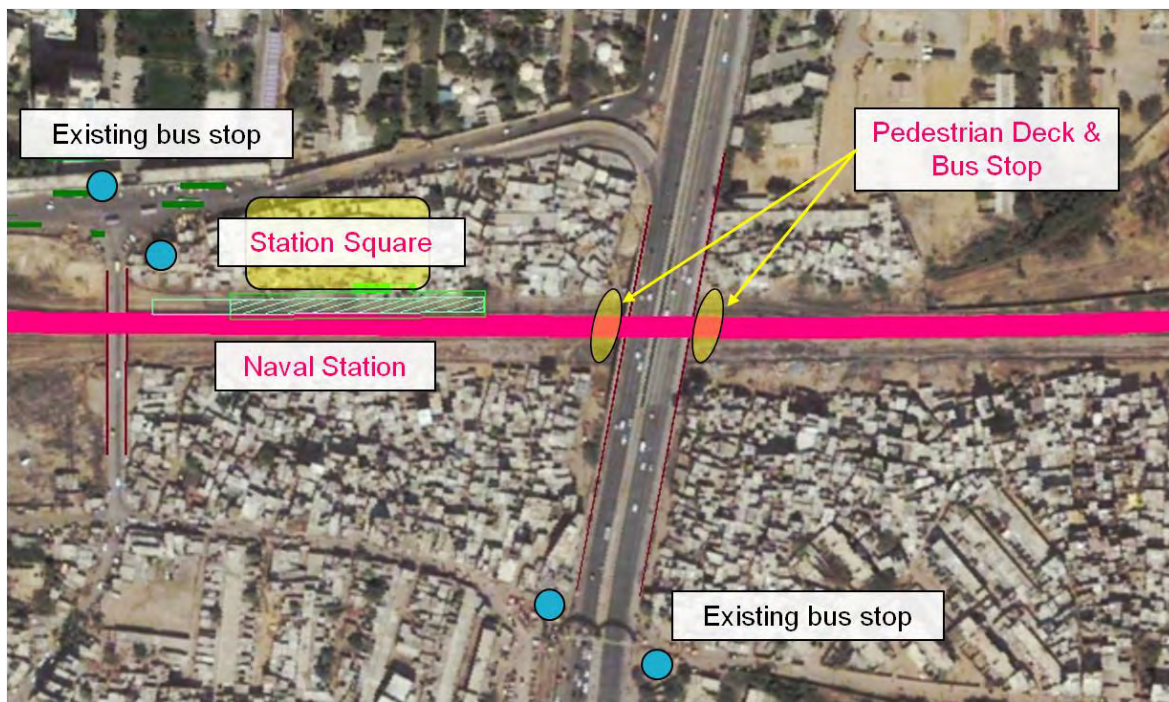 Existing bus stop
Pedestrian Deck &
Bus Stop
Station Square
Naval Station
Existing bus stop